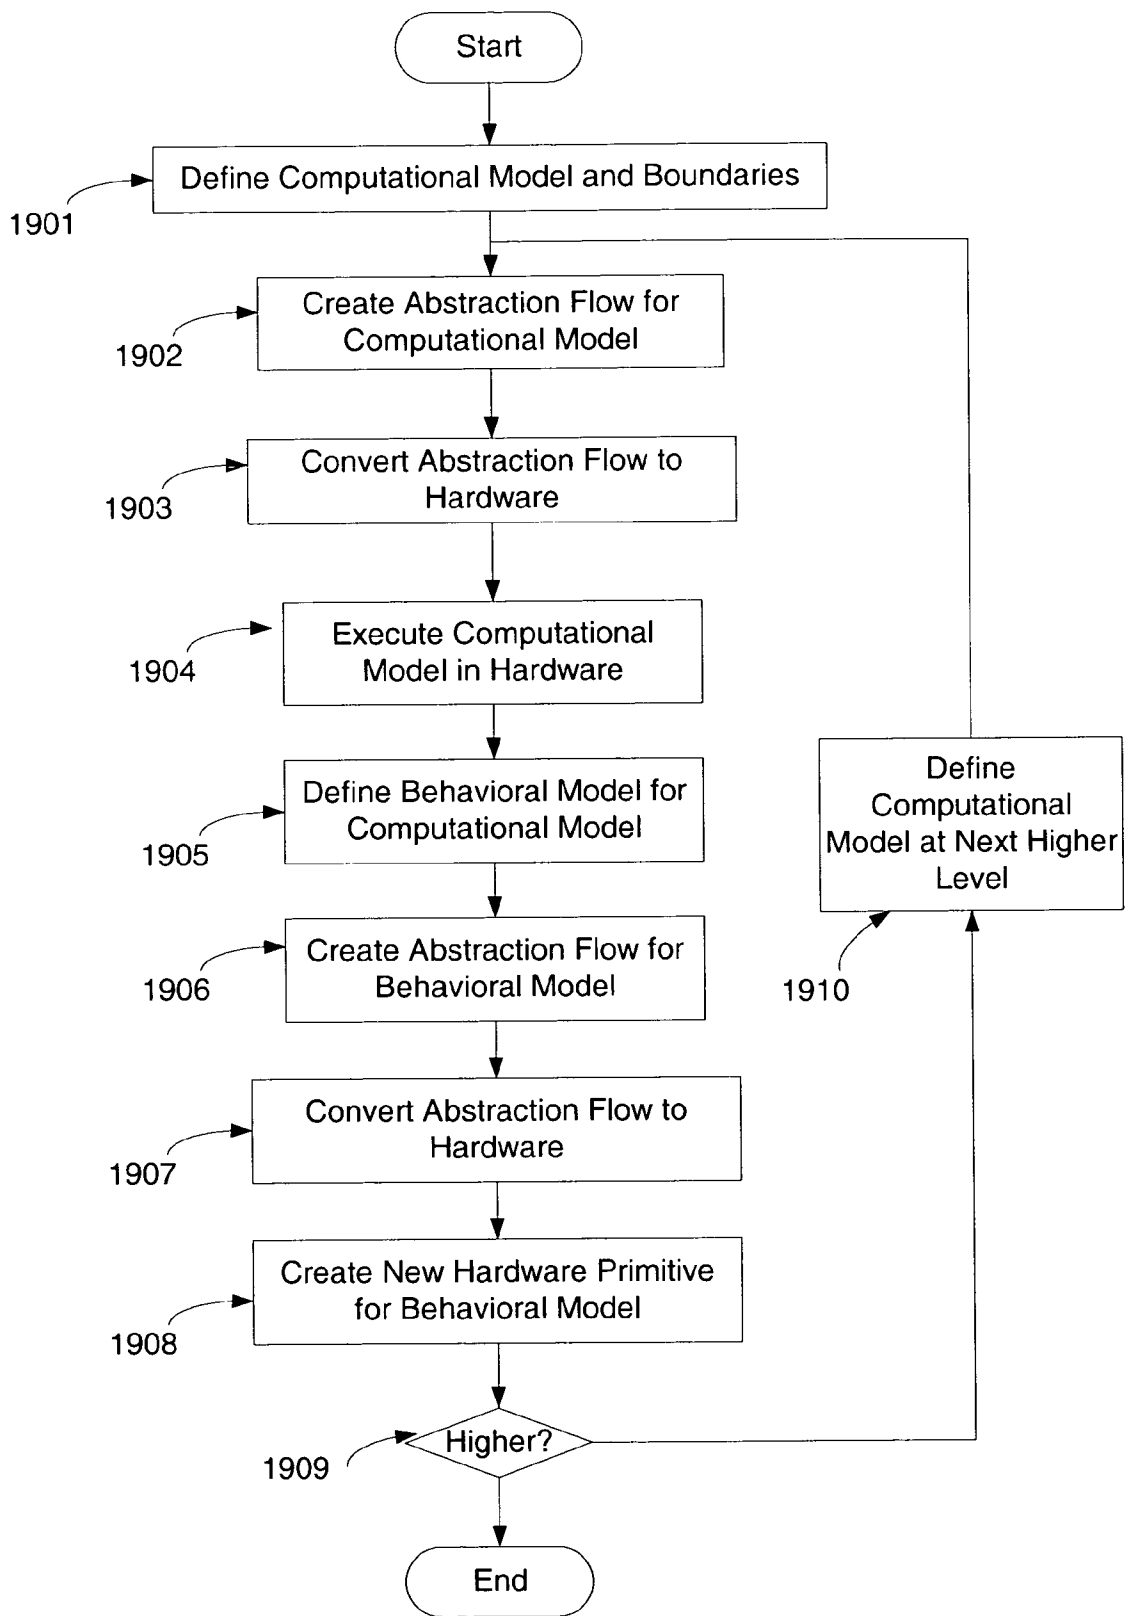 Start
Define Computational Model and Boundaries
1901
Create Abstraction Flow for
Computational Model
1902
Convert Abstraction Flow to
Hardware
1903
Execute Computational
Model in Hardware
1904
Define Behavioral Model for
Computational Model
1905
Define
Computational
Model at Next Higher
Level
1910
Create Abstraction Flow for
Behavioral Model
1906
Convert Abstraction Flow to
Hardware
1907
Create New Hardware Primitive
for Behavioral Model
1908
Higher?
1909
End